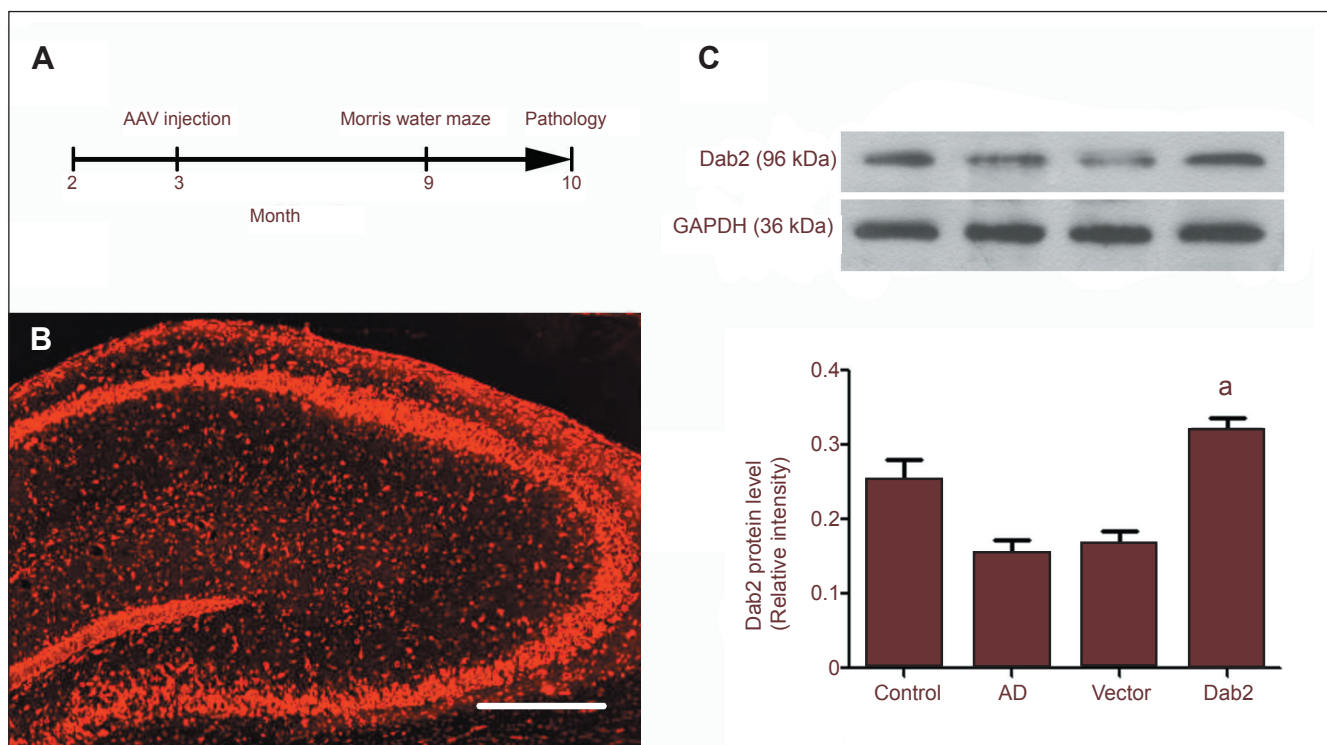 A
AAV injection
Morris water maze
Pathology
2
3
9
10
Month
B
C
Dab2 (96 kDa)
GAPDH (36 kDa)
Dab2 protein level
(Relative intensity)
0.4
0.3
0.2
0.1
0
a
Control
AD
Vector
Dab2